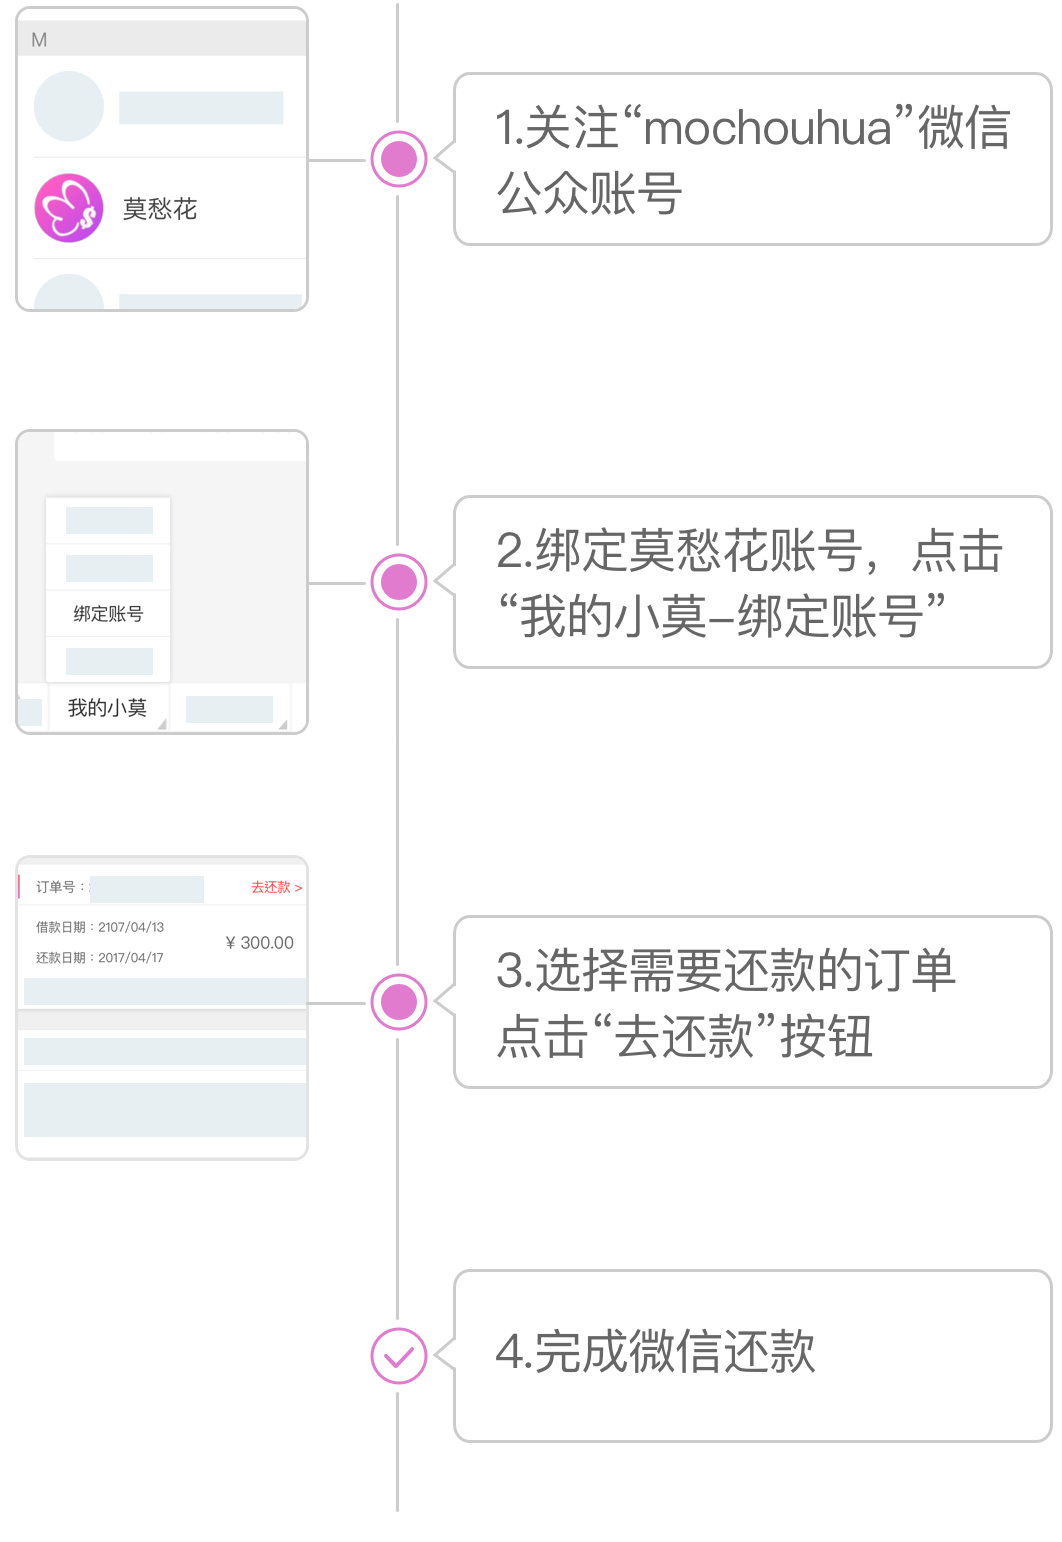 M
莫愁花
1.关注“mochouhua”微信
公众账号
绑定账号
我的小莫
2.绑定莫愁花账号，点击
“我的小莫-绑定账号”
订单号：
去还款 >
借款日期：2107/04/13
¥ 300.00
还款日期：2017/04/17
3.选择需要还款的订单
点击“去还款”按钮
4.完成微信还款